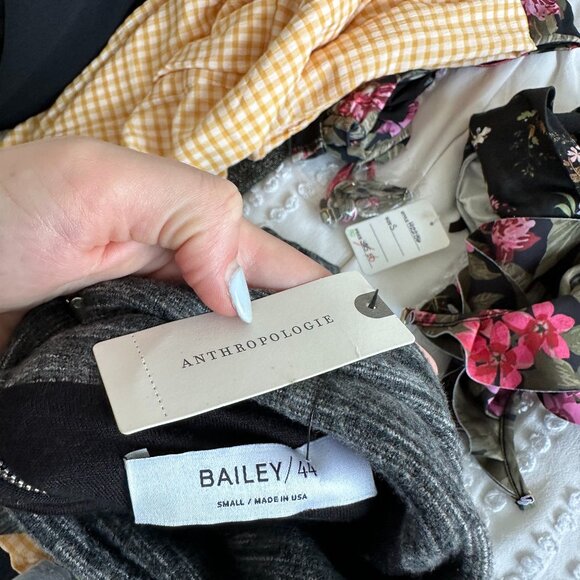 ANTHROPOLOGIE
BAILEY/44
SMALL / MADE IN USA